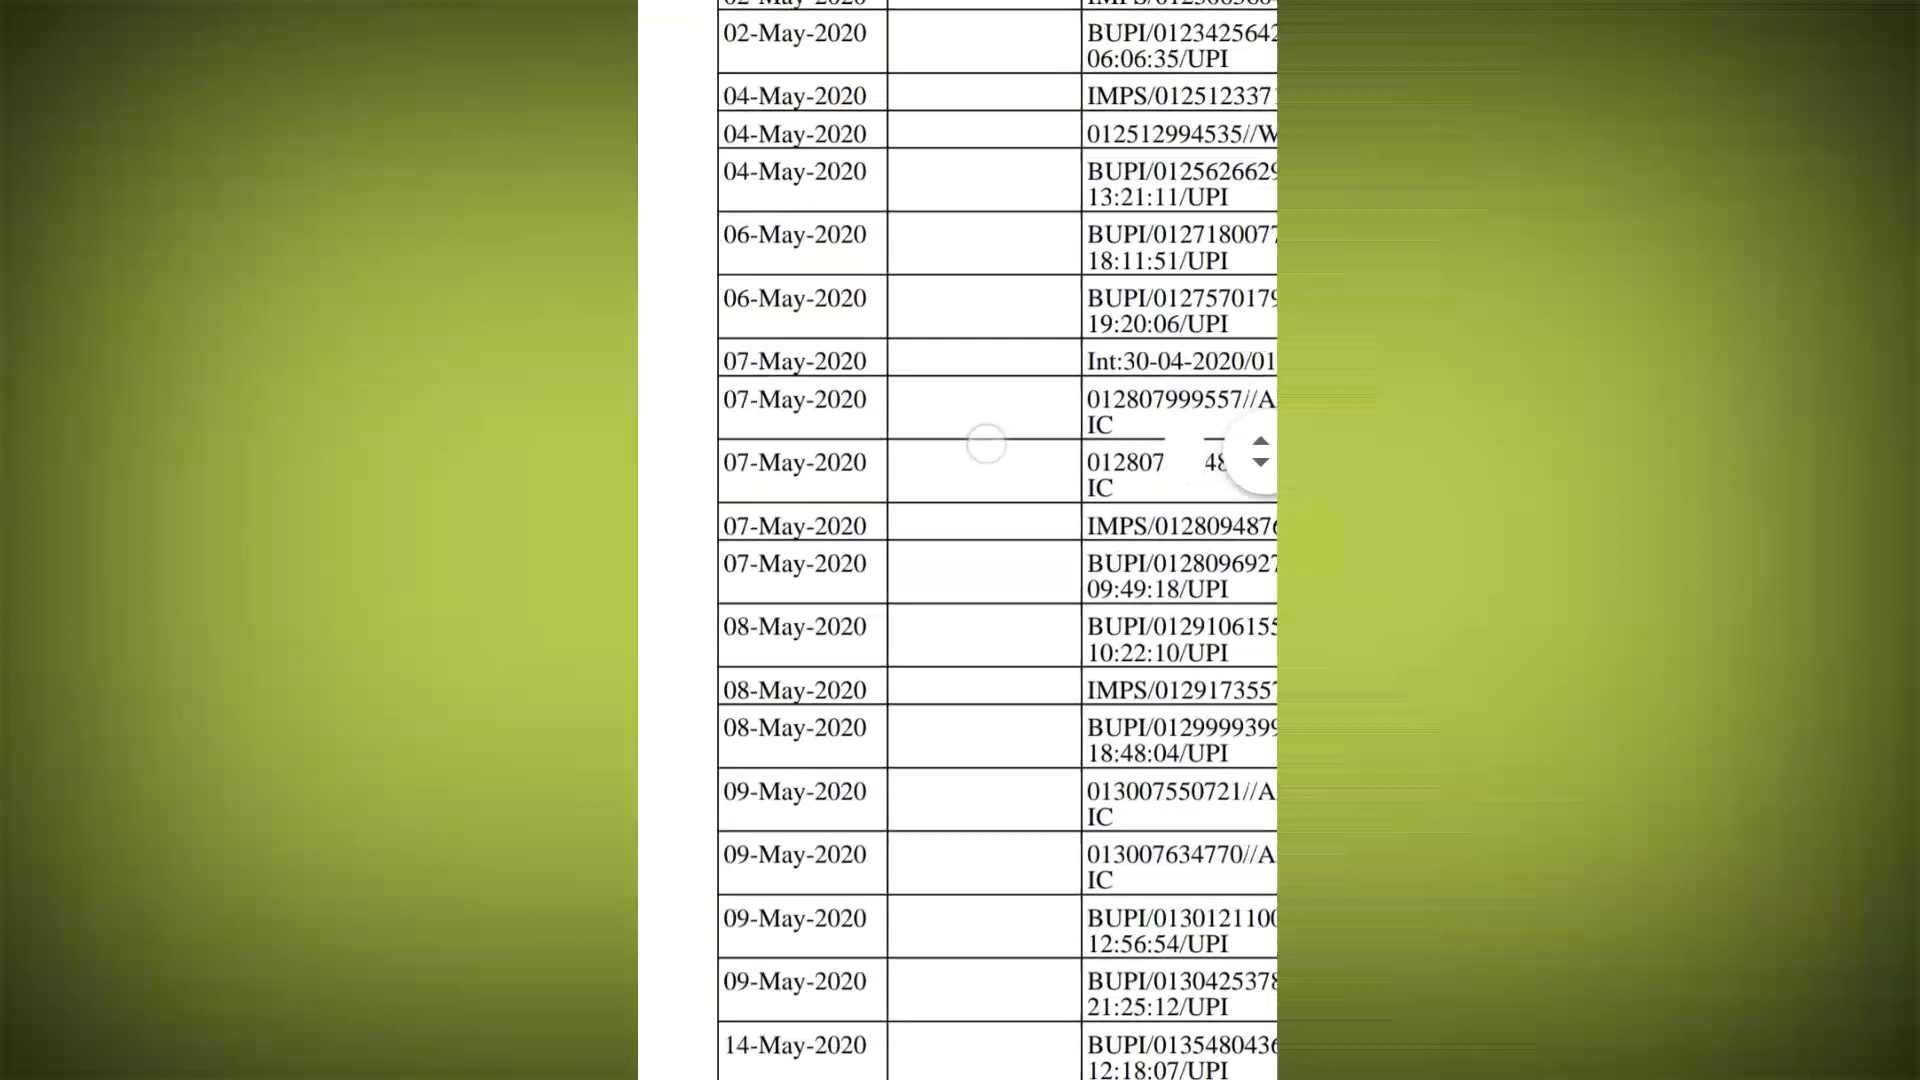 02-May-2020 BUPI/0123425642
06:06:35/UPI
04-May-2020 IMPS/012512337
04-May-2020 012512994535//W
04-May-2020 BUPI/0125626629
13:21:11/UPI
06-May-2020 BUPI/0127180077
18:11:51/UPI
06-May-2020 BUPI/0127570179
19:20:06/UPI
07-May-2020 Int:30-04-2020/01
07-May-2020 012807999557//A
IC
07-May-2020 012807 48
IC
07-May-2020 IMPS/012809487
07-May-2020 BUPI/0128096927
09:49:18/UPI
08-May-2020 BUPI/0129106155
10:22:10/UPI
08-May-2020 IMPS/0129173557
08-May-2020 BUPI/0129999399
18:48:04/UPI
09-May-2020 013007550721//A
IC
09-May-2020 013007634770//A
IC
09-May-2020 BUPI/0130121100
12:56:54/UPI
09-May-2020 BUPI/0130425378
21:25:12/UPI
14-May-2020 BUPI/0135480436
12:18:07/UPI